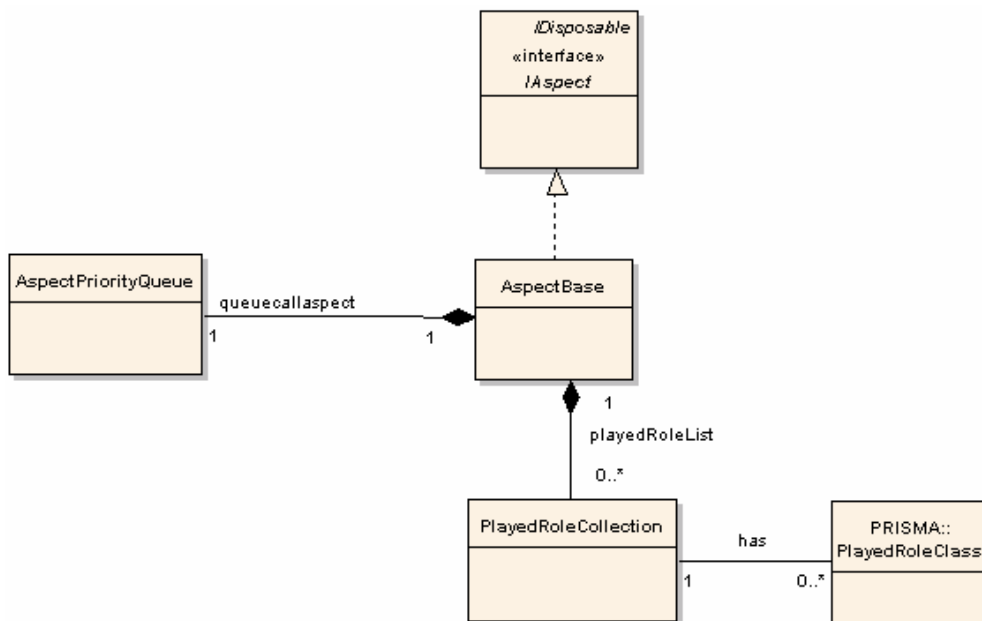 IDisposable
«interface»
IAspect
AspectPriorityQueue
AspectBase
queuecallaspect
1
1
1
playedRoleList
0..*
PlayedRoleCollection
PRISMA::
PlayedRoleClass
has
1
0..*